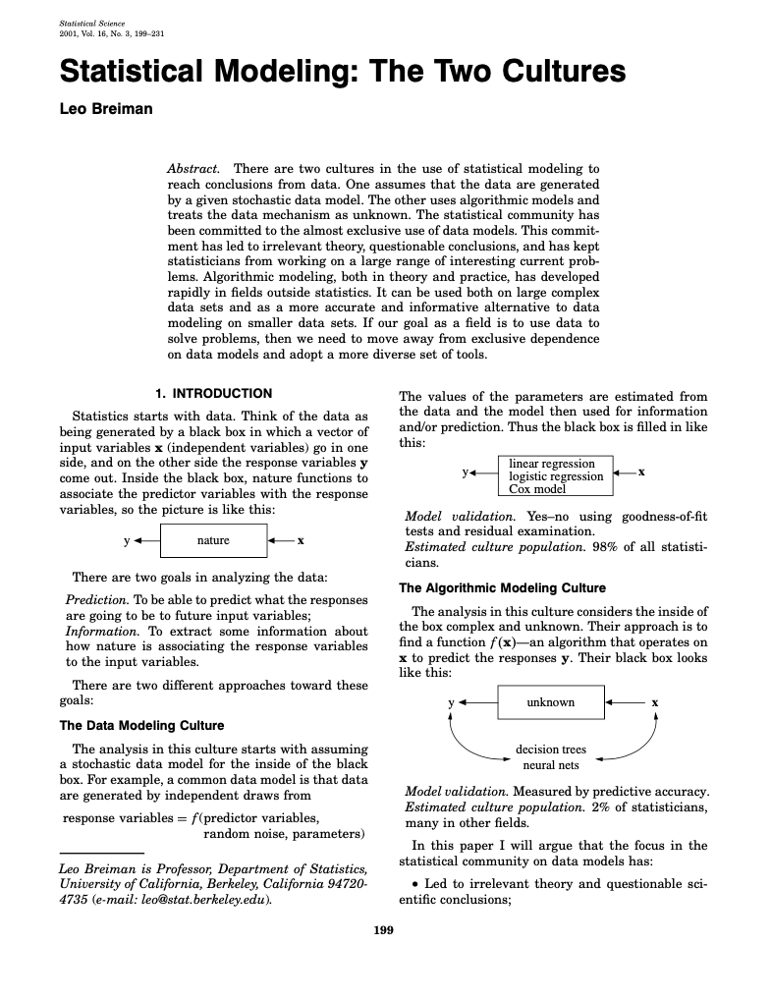 Statistical Science
2001, Vol. 16, No. 3, 199–231
Statistical Modeling: The Two Cultures
Leo Breiman
Abstract. There are two cultures in the use of statistical modeling to
reach conclusions from data. One assumes that the data are generated
by a given stochastic data model. The other uses algorithmic models and
treats the data mechanism as unknown. The statistical community has
been committed to the almost exclusive use of data models. This commit-
ment has led to irrelevant theory, questionable conclusions, and has kept
statisticians from working on a large range of interesting current prob-
lems. Algorithmic modeling, both in theory and practice, has developed
rapidly in fields outside statistics. It can be used both on large complex
data sets and as a more accurate and informative alternative to data
modeling on smaller data sets. If our goal as a field is to use data to
solve problems, then we need to move away from exclusive dependence
on data models and adopt a more diverse set of tools.
1. INTRODUCTION
Statistics starts with data. Think of the data as
being generated by a black box in which a vector of
input variables x (independent variables) go in one
side, and on the other side the response variables y
come out. Inside the black box, nature functions to
associate the predictor variables with the response
variables, so the picture is like this:
y nature x
There are two goals in analyzing the data:
Prediction. To be able to predict what the responses
are going to be to future input variables;
Information. To extract some information about
how nature is associating the response variables
to the input variables.
There are two different approaches toward these
goals:
The Data Modeling Culture
The analysis in this culture starts with assuming
a stochastic data model for the inside of the black
box. For example, a common data model is that data
are generated by independent draws from
response variables = f(predictor variables,
random noise, parameters)
Leo Breiman is Professor, Department of Statistics,
University of California, Berkeley, California 94720-
4735 (e-mail: leo@stat.berkeley.edu).
The values of the parameters are estimated from
the data and the model then used for information
and/or prediction. Thus the black box is filled in like
this:
linear regression
y logistic regression x
Cox model
Model validation. Yes–no using goodness-of-fit
tests and residual examination.
Estimated culture population. 98% of all statisti-
cians.
The Algorithmic Modeling Culture
The analysis in this culture considers the inside of
the box complex and unknown. Their approach is to
find a function f(x)—an algorithm that operates on
x to predict the responses y. Their black box looks
like this:
y unknown x
decision trees
neural nets
Model validation. Measured by predictive accuracy.
Estimated culture population. 2% of statisticians,
many in other fields.
In this paper I will argue that the focus in the
statistical community on data models has:
• Led to irrelevant theory and questionable sci-
entific conclusions;
199